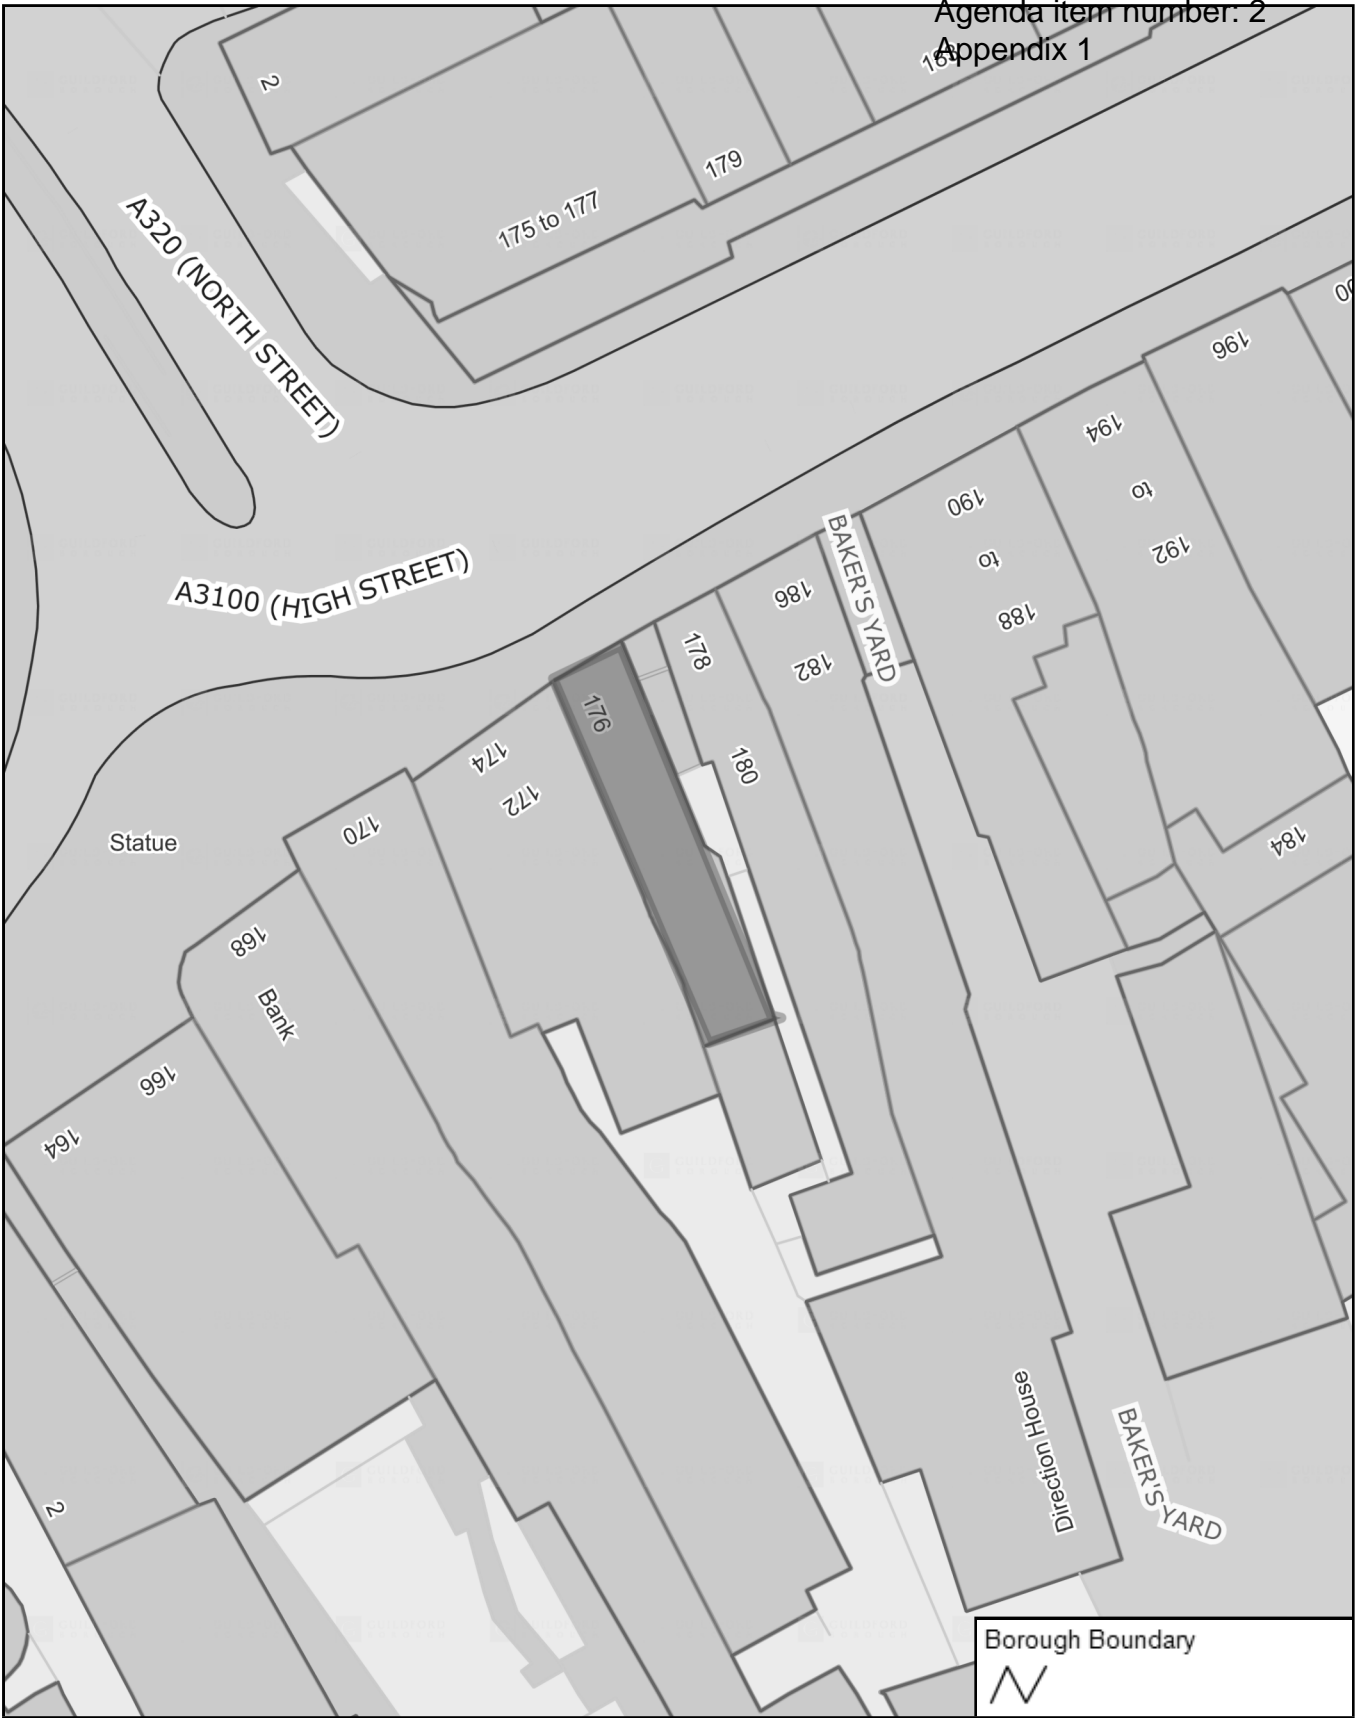 Agenda item number: 2
Appendix 1
2
179
175 to 177
A320 (NORTH STREET)
A3100 (HIGH STREET)
196
194
to
192
190
to
188
BAKER'S YARD
186
182
178
180
176
174
172
170
184
Statue
168
Bank
166
164
2
Direction House
BAKER'S YARD
Borough Boundary